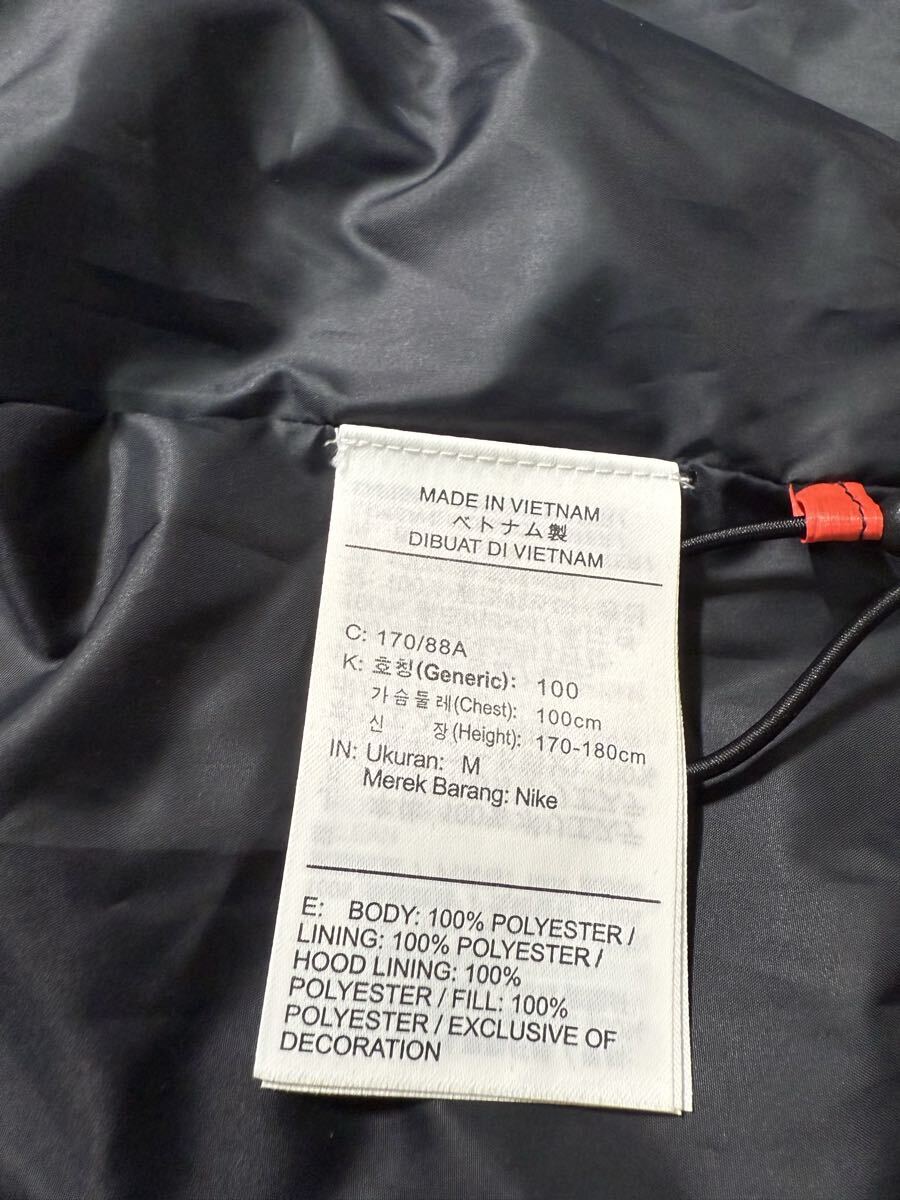 MADE IN VIETNAM
ベトナム製
DIBUAT DI VIETNAM
C: 170/88A
K: 호칭(Generic): 100
가슴둘레(Chest): 100cm
신 장(Height): 170-180cm
IN: Ukuran: M
Merek Barang: Nike
E: BODY: 100% POLYESTER /
LINING: 100% POLYESTER /
HOOD LINING: 100%
POLYESTER / FILL: 100%
POLYESTER / EXCLUSIVE OF
DECORATION